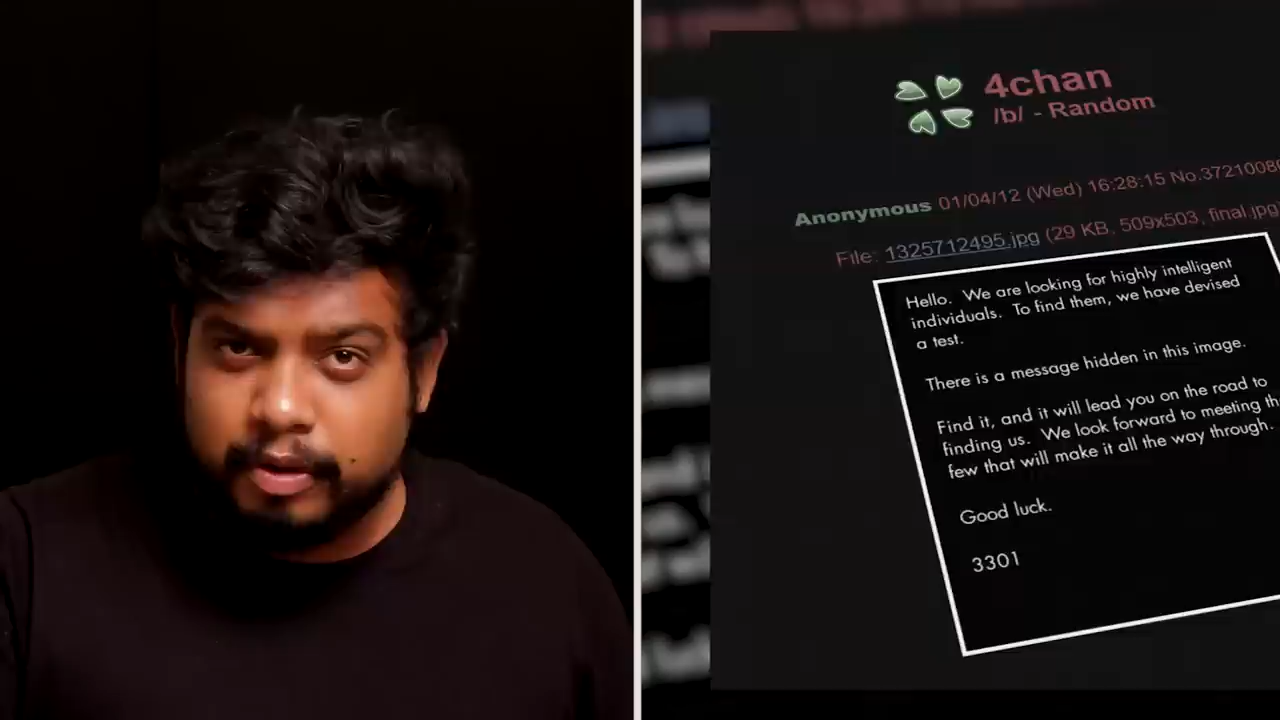 4chan
/b/ - Random
Anonymous 01/04/12 (Wed) 16:28:15
File: 1325712495.jpg (29 KB, 509x503, final.jpg)
Hello. We are looking for highly intelligent
individuals. To find them, we have devised
a test.
There is a message hidden in this image.
Find it, and it will lead you on the road to
finding us. We look forward to meeting
few that will make it all the way through.
Good luck.
3301